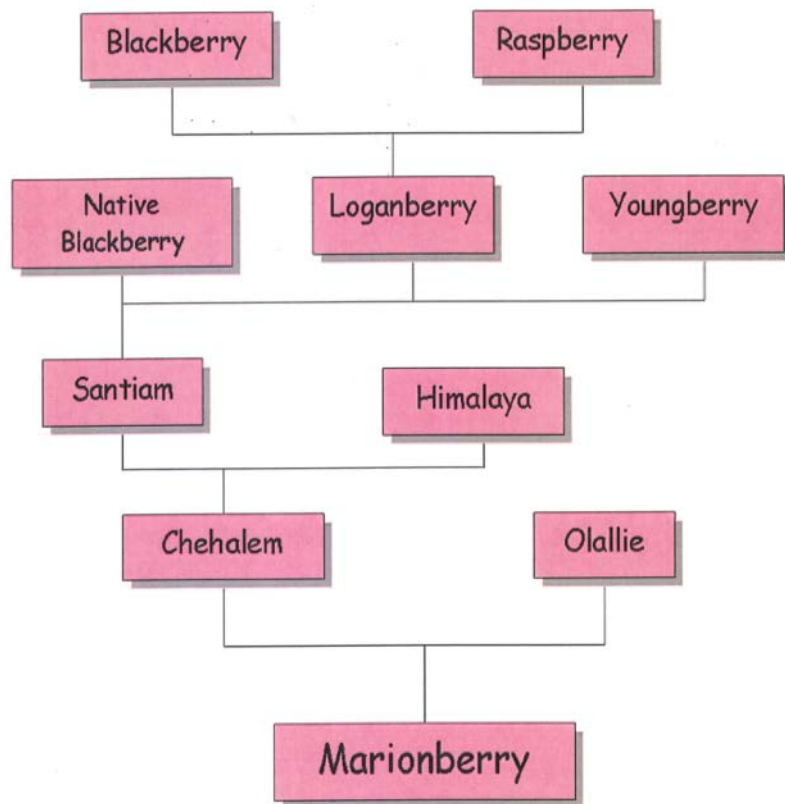 Blackberry
Raspberry
Native
Blackberry
Loganberry
Youngberry
Santiam
Himalaya
Chehalem
Olallie
Marionberry